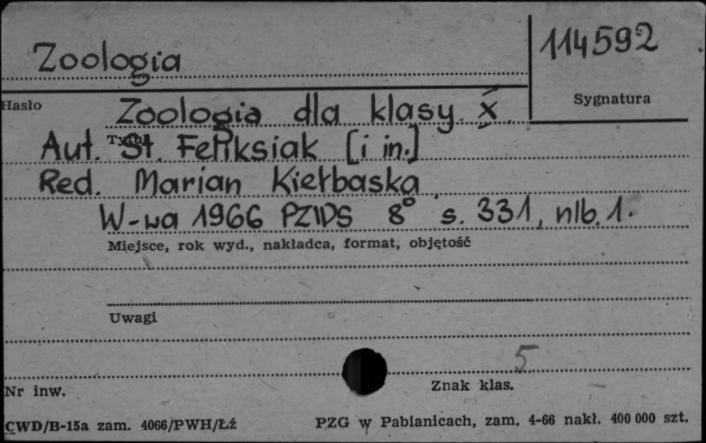 Zoologia
114592
Hasło
Sygnatura
Zoologia dla klasy X.
Tytuł
Aut. St. Feliksiak [i in.]
Red. Marian Kiełbaska
W-wa 1966 PZWS 8° s. 331, nlb. 1.
Miejsce, rok wyd., nakładca, format, objętość
Uwagi
5
Nr inw.
Znak klas.
CWD/B-15a zam. 4066/PWH/Łź
PZG w Pabianicach, zam. 4-66 nakł. 400 000 szt.